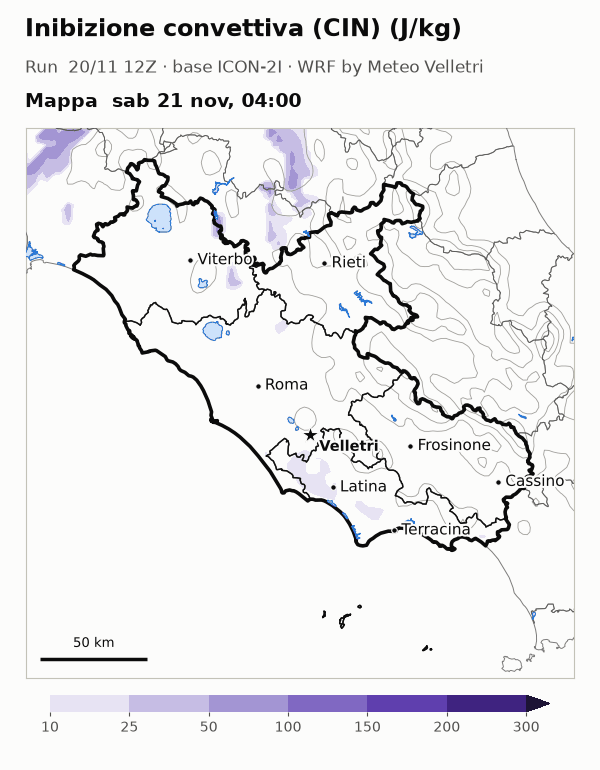 Inibizione convettiva (CIN) (J/kg)
Run  20/11 12Z · base ICON-2I · WRF by Meteo Velletri
Mappa  sab 21 nov, 04:00
Viterbo
Rieti
Roma
Velletri
Frosinone
Latina
Cassino
Terracina
50 km
10 25 50 100 150 200 300